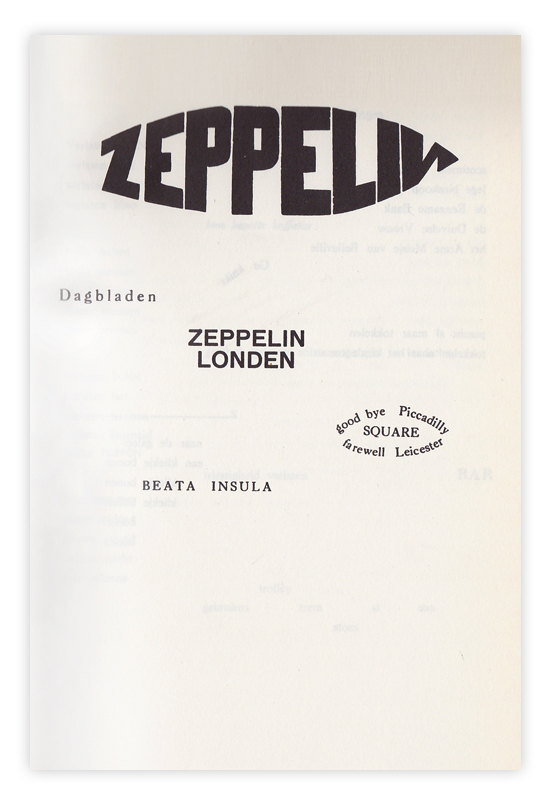 ZEPPELIN
Dagbladen
ZEPPELIN
LONDEN
good bye Piccadilly
SQUARE
farewell Leicester
BEATA INSULA